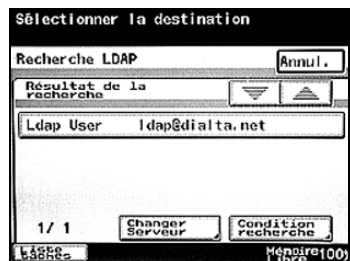 Sélectionner la destination
Recherche LDAP
Annul.
Résultat de la
recherche
Ldap User ldap@dialta.net
1/ 1
Changer
Serveur
Condition
recherche
Liste
tâches
Mémoire
Libre 100%